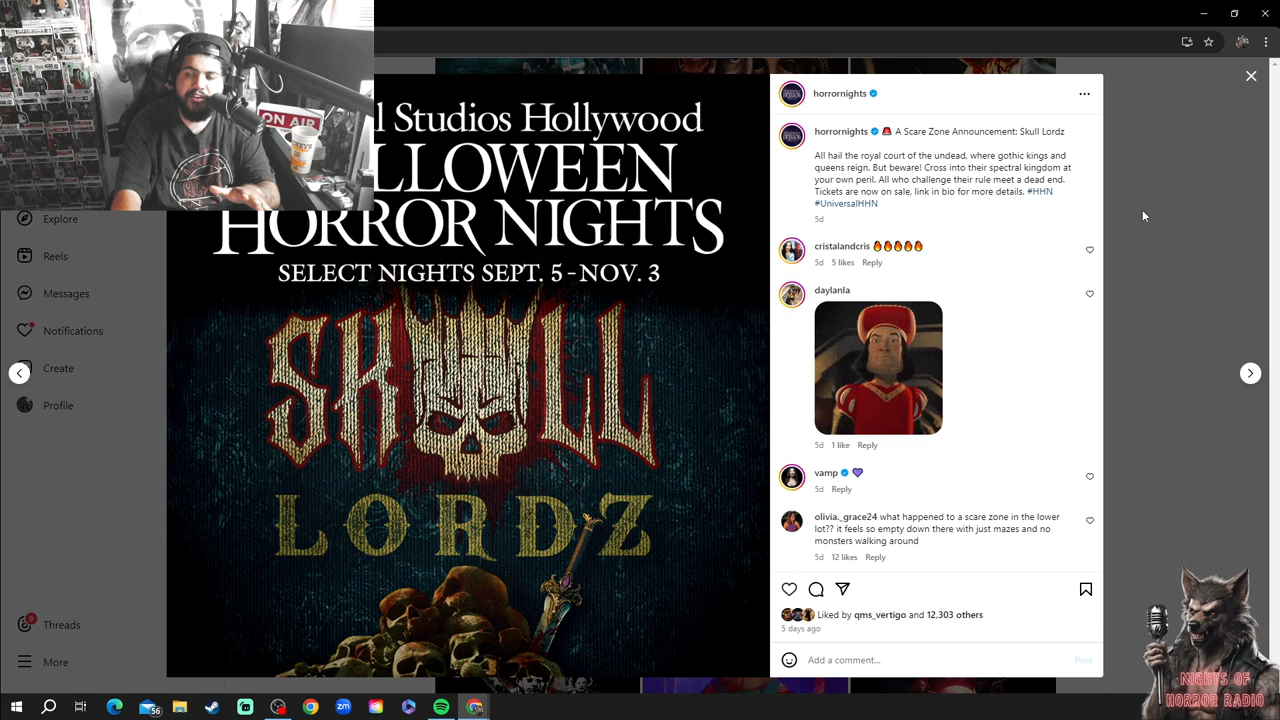 ON AIR
l Studios Hollywood
LLOWEEN
HORROR NIGHTS
SELECT NIGHTS SEPT. 5 - NOV. 3
SKULL
LORDZ
Explore
Reels
Messages
Notifications
Create
Profile
9
Threads
More
horrornights
horrornights 🚨 A Scare Zone Announcement: Skull Lordz
All hail the royal court of the undead, where gothic kings and
queens reign. But beware! Cross into their spectral kingdom at
your own peril. All who challenge their rule meet a dead end.
Tickets are now on sale, link in bio for more details. #HHN
#UniversalHHN
5d
cristalandcris 🔥🔥🔥🔥🔥
5d 5 likes Reply
daylanla
5d 1 like Reply
vamp 💜
5d Reply
olivia._grace24 what happened to a scare zone in the lower
lot?? it feels so empty down there with just mazes and no
monsters walking around
5d 12 likes Reply
Liked by qms_vertigo and 12,303 others
5 days ago
Add a comment...
Post
NIGHTS OF
HORROR RADIO
56
zm